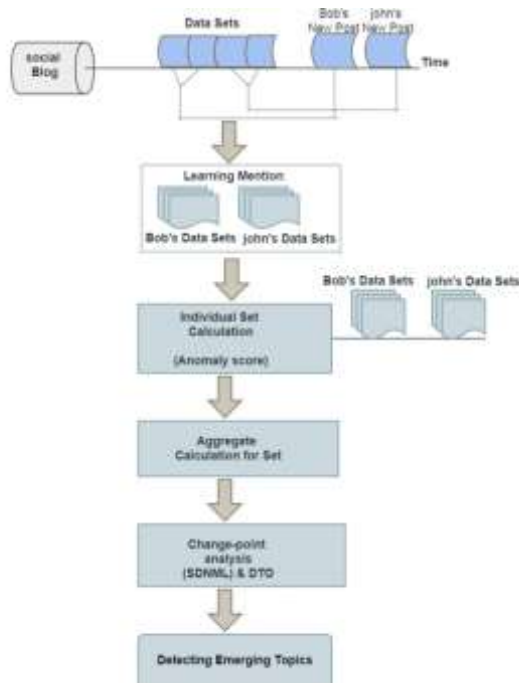 Data Sets
Bob's
New Post
john's
New Post
social
Blog
Time
Learning Mention
Bob's Data Sets
john's Data Sets
Bob's Data Sets
john's Data Sets
Individual Set
Calculation
(Anomaly score)
Aggregate
Calculation for Set
Change-point
analysis
(SDNML) & DTO
Detecting Emerging Topics